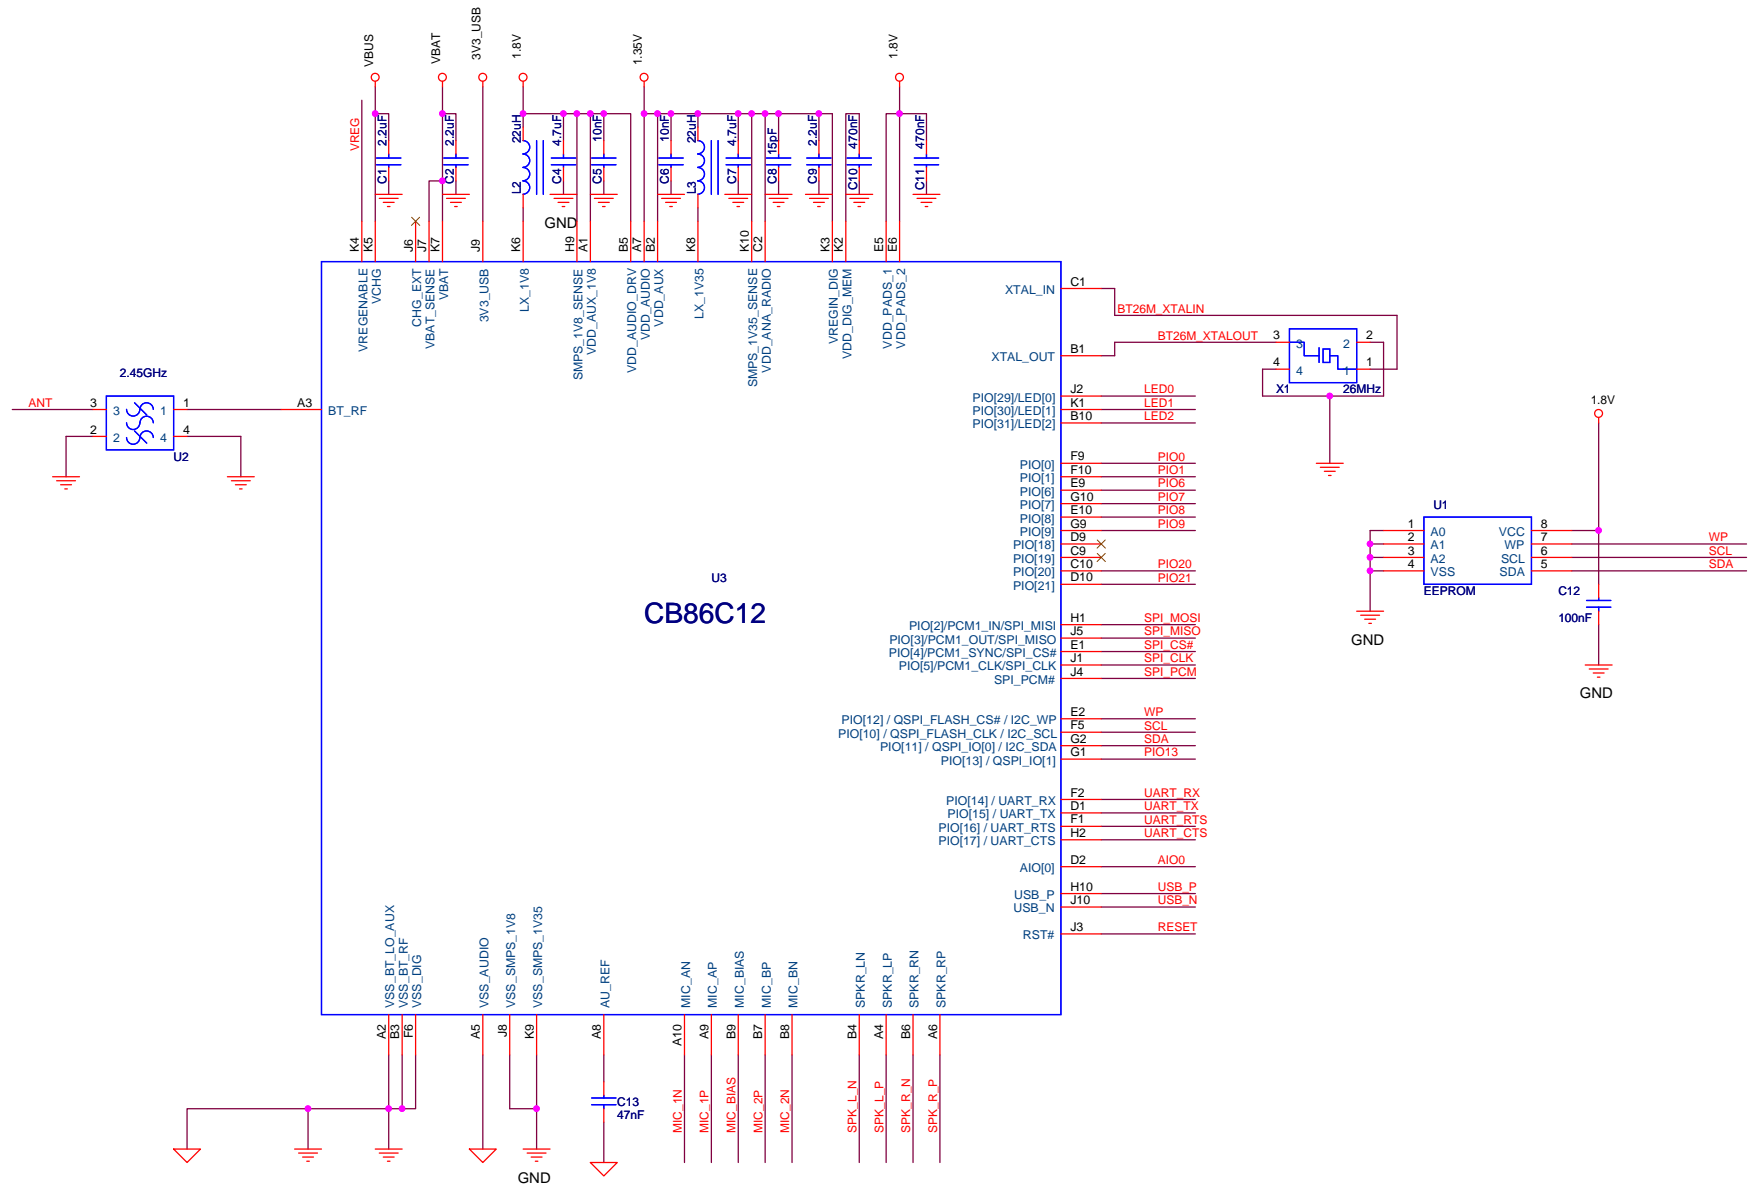 VBUS
VBAT
3V3_USB
1.8V
1.35V
1.8V
VREG
2.2uF
C1
2.2uF
C2
22uH
L2
4.7uF
C4
10nF
C5
10nF
C6
22uH
L3
4.7uF
C7
15pF
C8
2.2uF
C9
470nF
C10
470nF
C11
GND
K4
K5
J6
J7
K7
J9
K6
H9
A1
B5
A7
B2
K8
K10
C2
K3
K2
E5
E6
VREGENABLE
VCHG
CHG_EXT
VBAT_SENSE
VBAT
3V3_USB
LX_1V8
SMPS_1V8_SENSE
VDD_AUX_1V8
VDD_AUDIO_DRV
VDD_AUDIO
VDD_AUX
LX_1V35
SMPS_1V35_SENSE
VDD_ANA_RADIO
VREGIN_DIG
VDD_DIG_MEM
VDD_PADS_1
VDD_PADS_2
2.45GHz
ANT 3 3 1 1 A3 BT_RF
2 2 4 4
U2
U3
CB86C12
XTAL_IN C1 BT26M_XTALIN
XTAL_OUT B1 BT26M_XTALOUT
3 3 2 2
4 4 1 1
X1 26MHz
PIO[29]/LED[0] J2 LED0
PIO[30]/LED[1] K1 LED1
PIO[31]/LED[2] B10 LED2
PIO[0] F9 PIO0
PIO[1] F10 PIO1
PIO[6] E9 PIO6
PIO[7] G10 PIO7
PIO[8] E10 PIO8
PIO[9] G9 PIO9
PIO[18] D9
PIO[19] C9
PIO[20] C10 PIO20
PIO[21] D10 PIO21
PIO[2]/PCM1_IN/SPI_MISI H1 SPI_MOSI
PIO[3]/PCM1_OUT/SPI_MISO J5 SPI_MISO
PIO[4]/PCM1_SYNC/SPI_CS# E1 SPI_CS#
PIO[5]/PCM1_CLK/SPI_CLK J1 SPI_CLK
SPI_PCM# J4 SPI_PCM
PIO[12] / QSPI_FLASH_CS# / I2C_WP E2 WP
PIO[10] / QSPI_FLASH_CLK / I2C_SCL F5 SCL
PIO[11] / QSPI_IO[0] / I2C_SDA G2 SDA
PIO[13] / QSPI_IO[1] G1 PIO13
PIO[14] / UART_RX F2 UART_RX
PIO[15] / UART_TX D1 UART_TX
PIO[16] / UART_RTS F1 UART_RTS
PIO[17] / UART_CTS H2 UART_CTS
AIO[0] D2 AIO0
USB_P H10 USB_P
USB_N J10 USB_N
RST# J3 RESET
1.8V
U1
1 A0 VCC 8
2 A1 WP 7 WP
3 A2 SCL 6 SCL
4 VSS SDA 5 SDA
EEPROM
C12
100nF
GND
GND
VSS_BT_LO_AUX
VSS_BT_RF
VSS_DIG
VSS_AUDIO
VSS_SMPS_1V8
VSS_SMPS_1V35
AU_REF
MIC_AN
MIC_AP
MIC_BIAS
MIC_BP
MIC_BN
SPKR_LN
SPKR_LP
SPKR_RN
SPKR_RP
A2
B3
F6
A5
J8
K9
A8
A10
A9
B9
B7
B8
B4
A4
B6
A6
C13
47nF
MIC_1N
MIC_1P
MIC_BIAS
MIC_2P
MIC_2N
SPK_L_N
SPK_L_P
SPK_R_N
SPK_R_P
GND